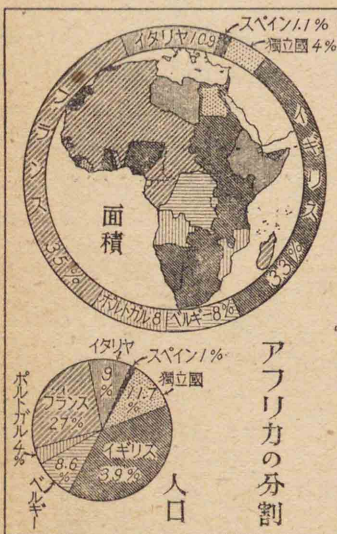 アフリカの分割
面積
イタリヤ10.9
スペイン1.1%
獨立國4%
イギリス33%
ベルギー8%
ポルトガル8
フランス35%
人口
イタリヤ
9%
スペイン1%
獨立國
11.7%
イギリス
39%
ベルギー
8.6%
ポルトガル4%
フランス
27%